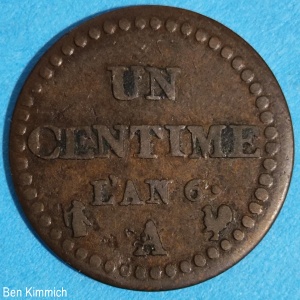 UN
CENTIME
L'AN 6.
A
Ben Kimmich